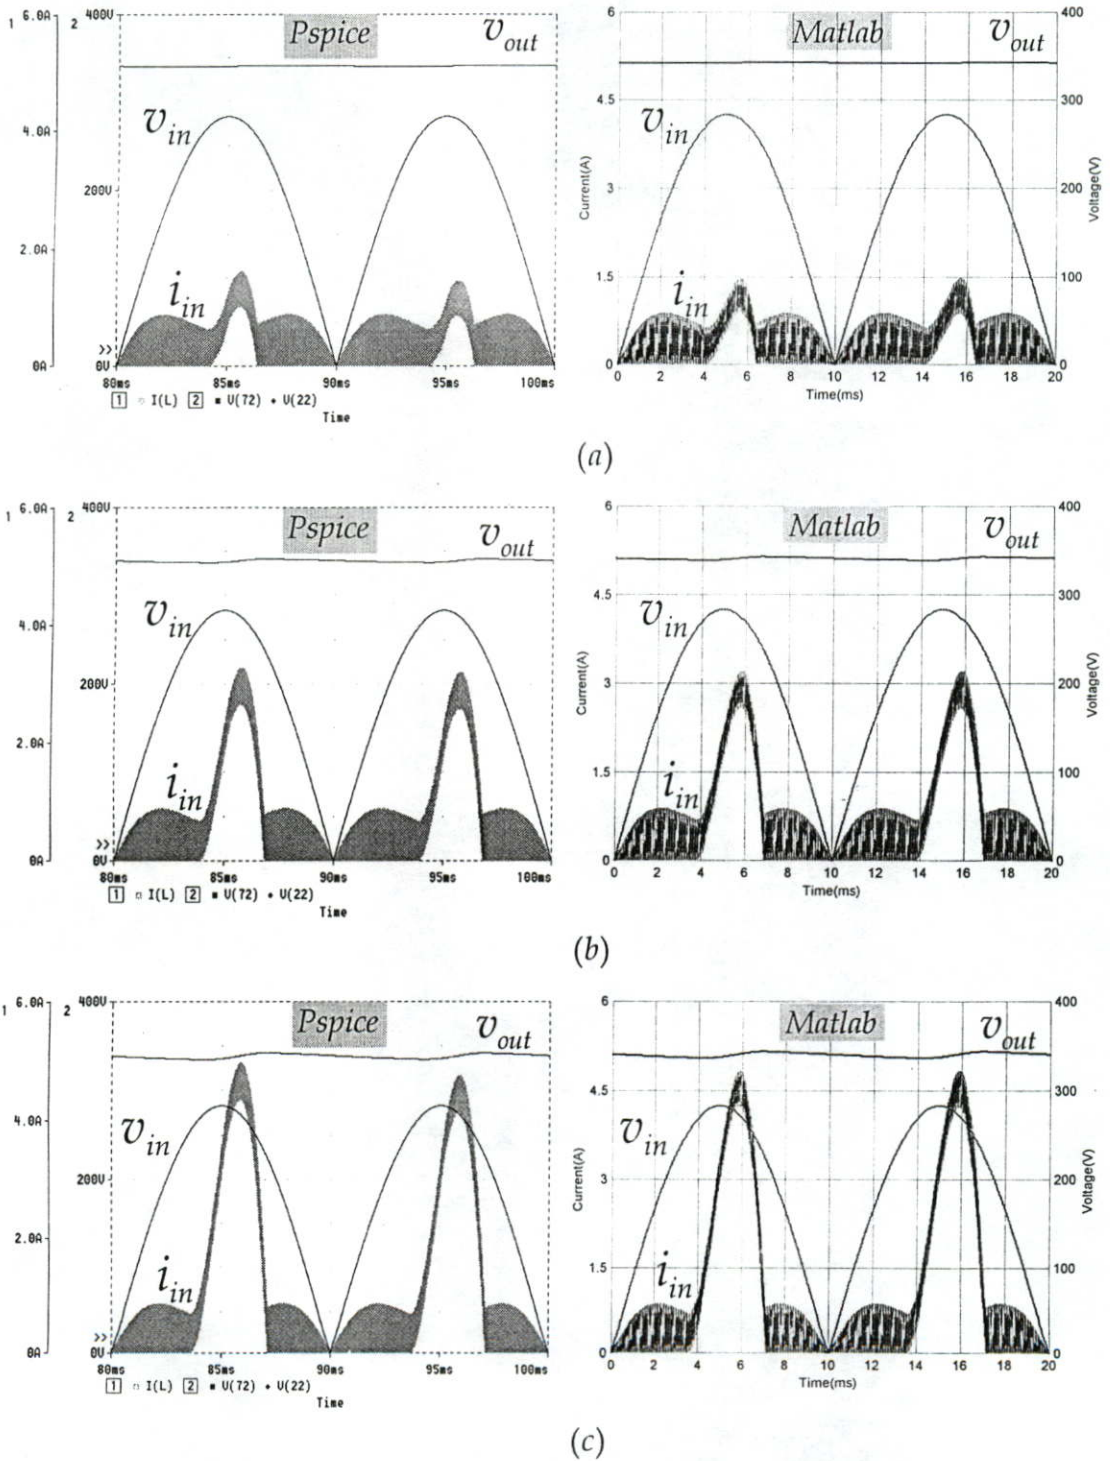 1 6.0A 2 400V
Pspice
v_out
v_in
4.0A
200V
2.0A
i_in
>>
0A 0V
80ms 85ms 90ms 95ms 100ms
1 I(L) 2 ▪ V(72) ♦ V(22)
Time
6 400
Matlab
v_out
4.5 300
v_in
Current(A)
3 200
Voltage(V)
1.5 100
i_in
0 0
0 2 4 6 8 10 12 14 16 18 20
Time(ms)
(a)
1 6.0A 2 400V
Pspice
v_out
v_in
4.0A
200V
2.0A
i_in
>>
0A 0V
80ms 85ms 90ms 95ms 100ms
1 ▫ I(L) 2 ▪ V(72) ♦ V(22)
Time
6 400
Matlab
v_out
4.5 300
v_in
Current(A)
3 200
Voltage(V)
1.5 100
i_in
0 0
0 2 4 6 8 10 12 14 16 18 20
Time(ms)
(b)
1 6.0A 2 400V
Pspice
v_out
4.0A
v_in
200V
2.0A
i_in
>>
0A 0V
80ms 85ms 90ms 95ms 100ms
1 ▫ I(L) 2 ▪ V(72) ♦ V(22)
Time
6 400
Matlab
v_out
4.5 300
v_in
Current(A)
3 200
Voltage(V)
1.5 100
i_in
0 0
0 2 4 6 8 10 12 14 16 18 20
Time(ms)
(c)